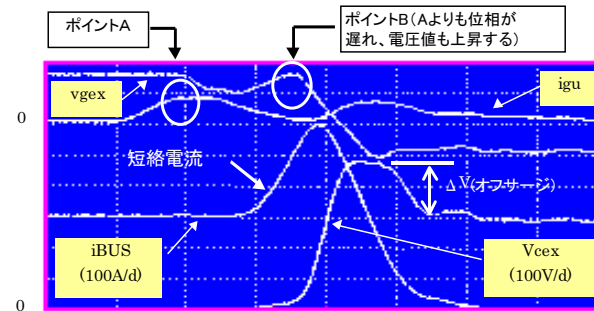 ポイントA
ポイントB(Aよりも位相が
遅れ、電圧値も上昇する)
vgex
igu
0
短絡電流
ΔV(オフサージ)
iBUS
(100A/d)
Vcex
(100V/d)
0